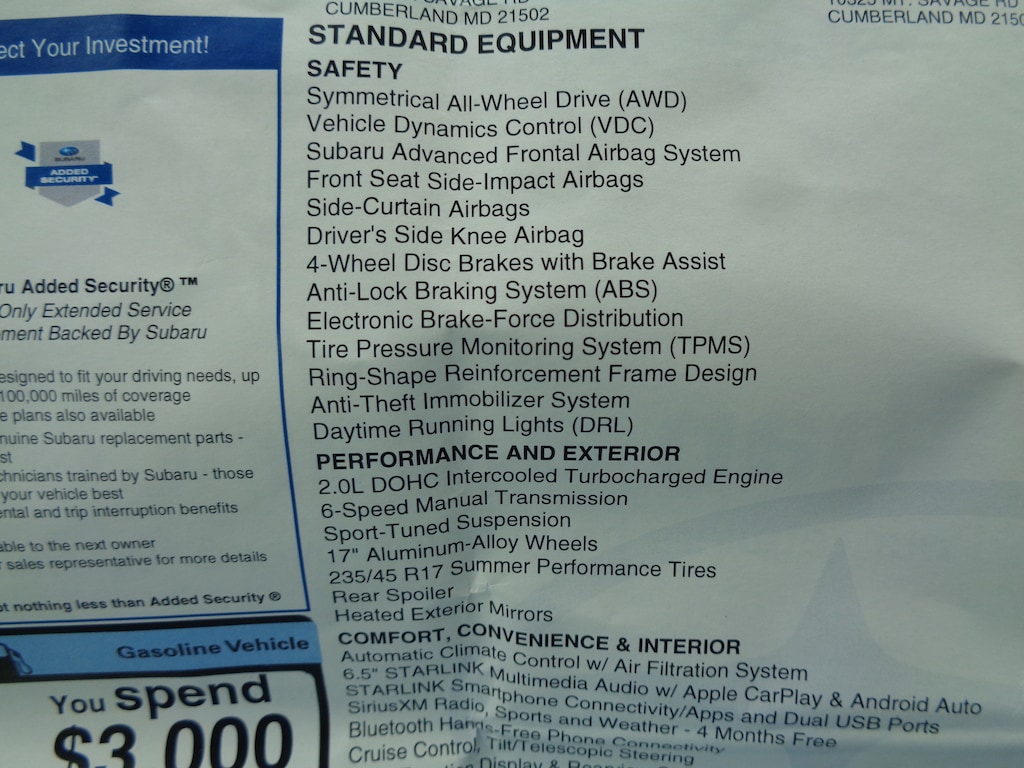 CUMBERLAND MD 21502
CUMBERLAND MD
STANDARD EQUIPMENT
SAFETY
Symmetrical All-Wheel Drive (AWD)
Vehicle Dynamics Control (VDC)
Subaru Advanced Frontal Airbag System
Front Seat Side-Impact Airbags
Side-Curtain Airbags
Driver's Side Knee Airbag
4-Wheel Disc Brakes with Brake Assist
Anti-Lock Braking System (ABS)
Electronic Brake-Force Distribution
Tire Pressure Monitoring System (TPMS)
Ring-Shape Reinforcement Frame Design
Anti-Theft Immobilizer System
Daytime Running Lights (DRL)
PERFORMANCE AND EXTERIOR
2.0L DOHC Intercooled Turbocharged Engine
6-Speed Manual Transmission
Sport-Tuned Suspension
17" Aluminum-Alloy Wheels
235/45 R17 Summer Performance Tires
Rear Spoiler
Heated Exterior Mirrors
COMFORT, CONVENIENCE & INTERIOR
Automatic Climate Control w/ Air Filtration System
6.5" STARLINK Multimedia Audio w/ Apple CarPlay & Android Auto
STARLINK Smartphone Connectivity/Apps and Dual USB Ports
SiriusXM Radio, Sports and Weather - 4 Months Free
Bluetooth Hands-Free Phone Connectivity
Cruise Control, Tilt/Telescopic Steering
Display &
Your Investment!
SUBARU
ADDED
SECURITY
Added Security® ™
Only Extended Service
Backed By Subaru
to fit your driving needs, up
100,000 miles of coverage
plans also available
Subaru replacement parts -
trained by Subaru - those
your vehicle best
and trip interruption benefits
to the next owner
sales representative for more details
nothing less than Added Security ®
Gasoline Vehicle
You spend
$3,000